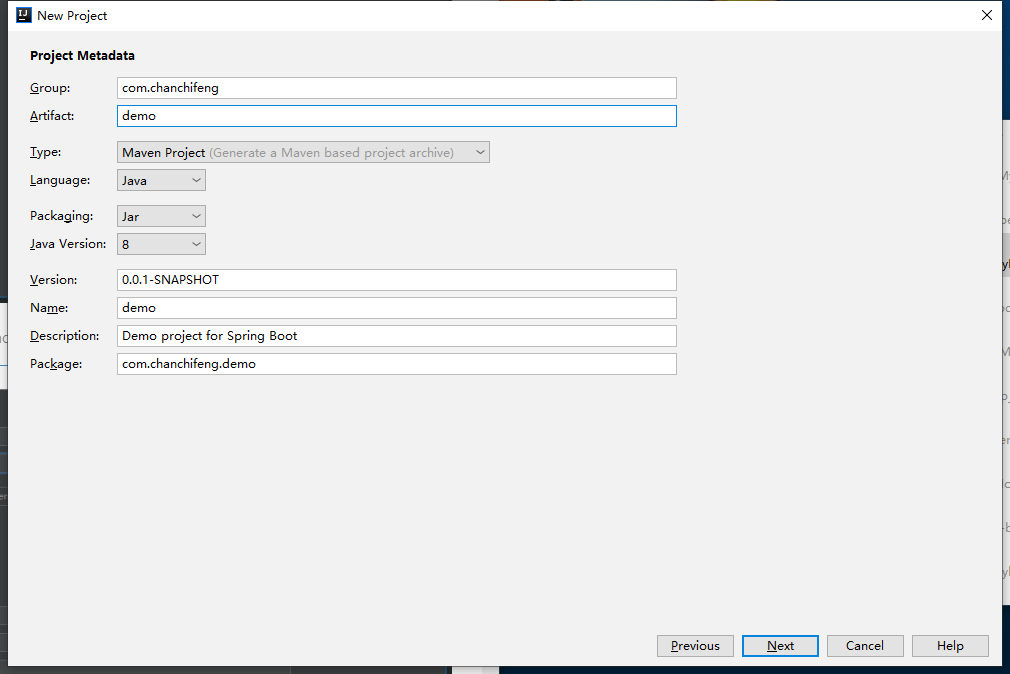 New Project
Project Metadata
Group: com.chanchifeng
Artifact: demo
Type: Maven Project (Generate a Maven based project archive)
Language: Java
Packaging: Jar
Java Version: 8
Version: 0.0.1-SNAPSHOT
Name: demo
Description: Demo project for Spring Boot
Package: com.chanchifeng.demo
Previous Next Cancel Help